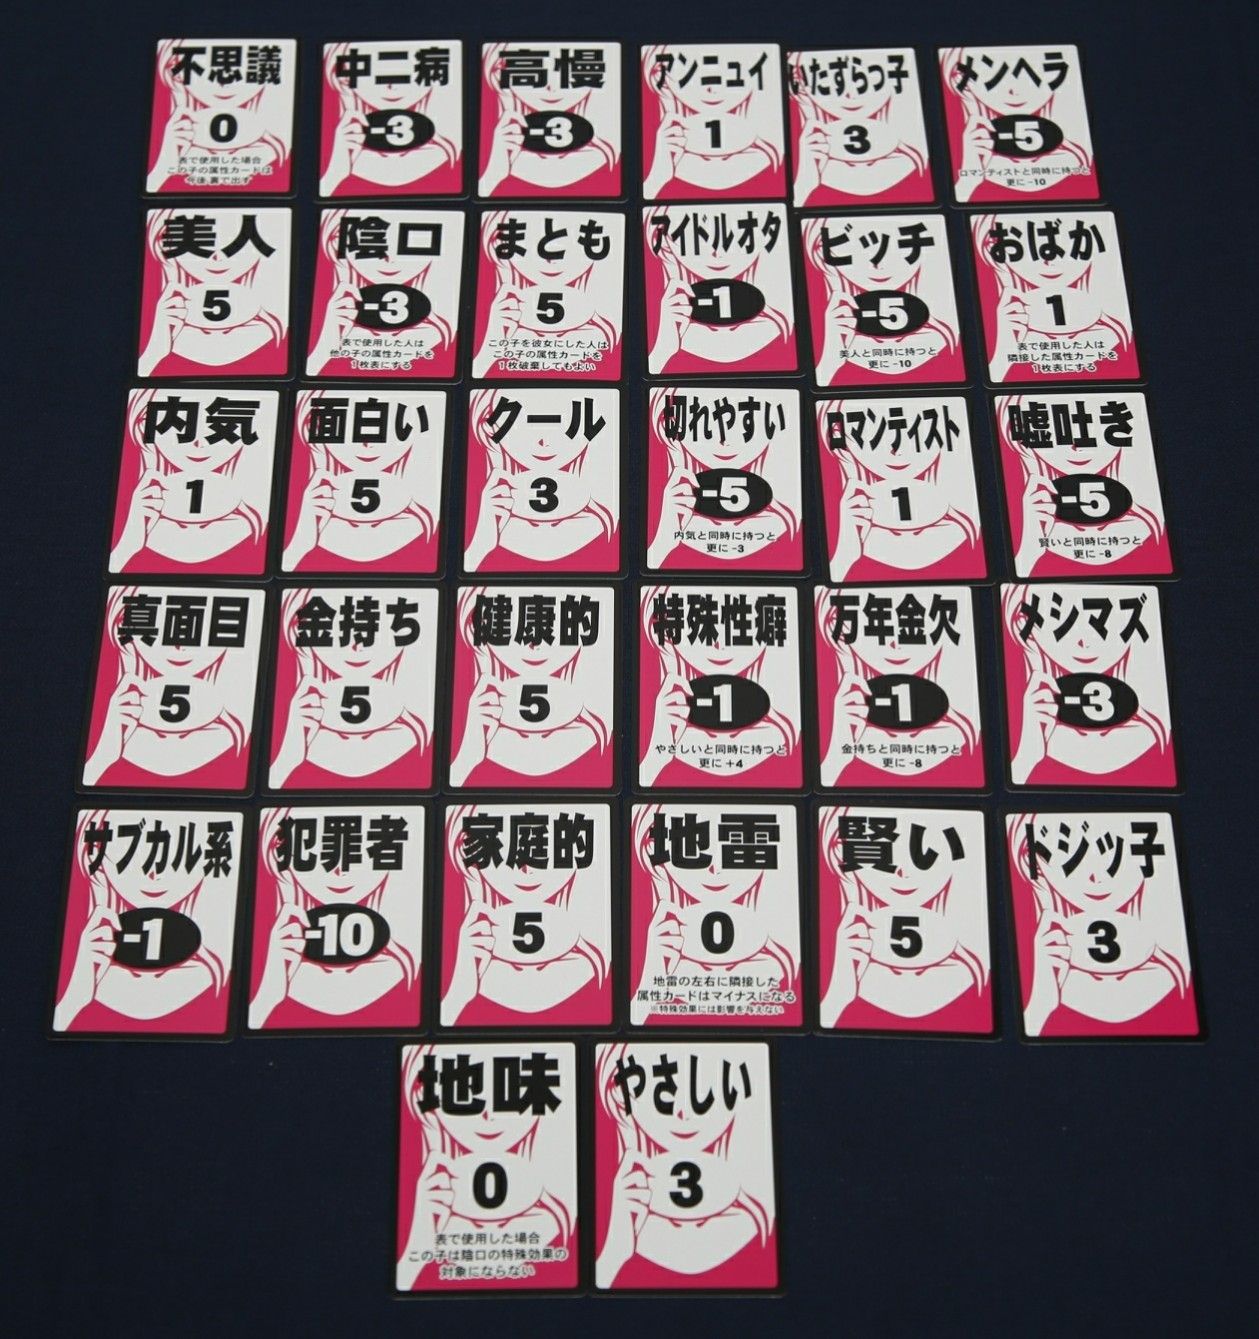 不思議
0
表で使用した場合
この子の属性カードは
今後、裏で出す
中二病
-3
高慢
-3
アンニュイ
1
いたずらっ子
3
メンヘラ
-5
ロマンティストと同時に持つと
更に -10
美人
5
陰口
-3
表で使用した人は
他の子の属性カードを
1枚表にする
まとも
5
この子を彼女にした人は
この子の属性カードを
1枚破棄してもよい
アイドルオタ
-1
ビッチ
-5
美人と同時に持つと
更に -10
おばか
1
表で使用した人は
隣接した属性カードを
1枚表にする
内気
1
面白い
5
クール
3
切れやすい
-5
内気と同時に持つと
更に -3
ロマンティスト
1
嘘吐き
-5
賢いと同時に持つと
更に -8
真面目
5
金持ち
5
健康的
5
特殊性癖
-1
やさしいと同時に持つと
更に +4
万年金欠
-1
金持ちと同時に持つと
更に -8
メシマズ
-3
サブカル系
-1
犯罪者
-10
家庭的
5
地雷
0
地雷の左右に隣接した
属性カードはマイナスになる
※特殊効果には影響を与えない
賢い
5
ドジッ子
3
地味
0
表で使用した場合
この子は陰口の特殊効果の
対象にならない
やさしい
3